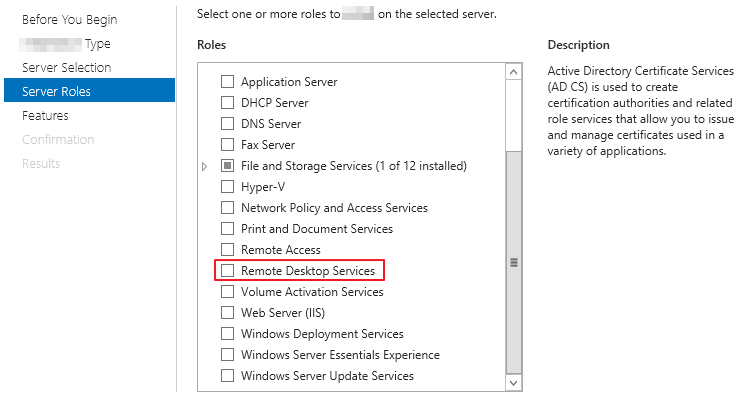 Before You Begin
Type
Server Selection
Server Roles
Features
Confirmation
Results
Select one or more roles to on the selected server.
Roles
Application Server
DHCP Server
DNS Server
Fax Server
File and Storage Services (1 of 12 installed)
Hyper-V
Network Policy and Access Services
Print and Document Services
Remote Access
Remote Desktop Services
Volume Activation Services
Web Server (IIS)
Windows Deployment Services
Windows Server Essentials Experience
Windows Server Update Services
Description
Active Directory Certificate Services
(AD CS) is used to create
certification authorities and related
role services that allow you to issue
and manage certificates used in a
variety of applications.